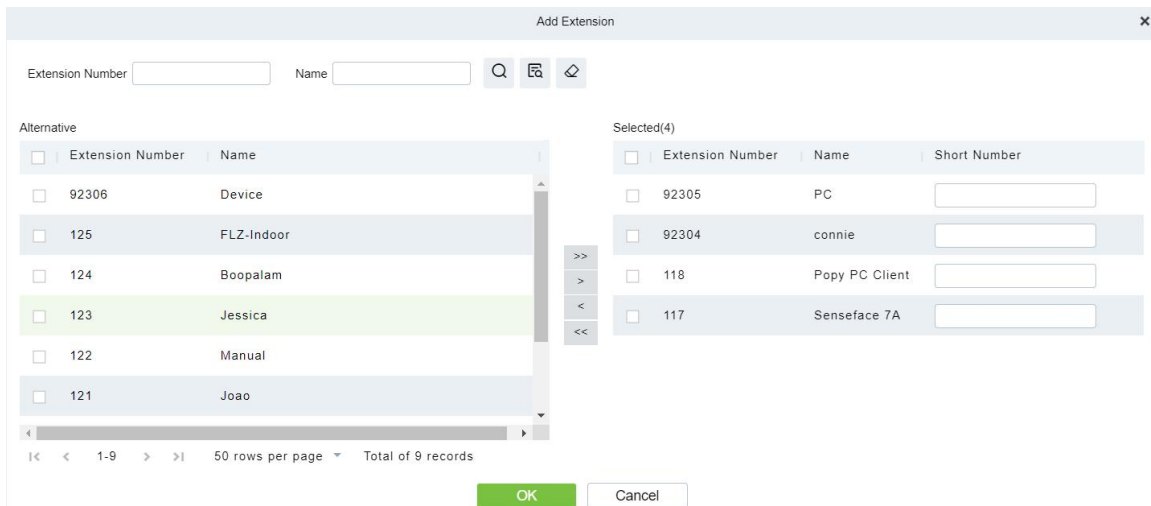 Add Extension ×
Extension Number Name
Alternative
Extension Number Name
92306 Device
125 FLZ-Indoor
124 Boopalam
123 Jessica
122 Manual
121 Joao
>>
>
<
<<
Selected(4)
Extension Number Name Short Number
92305 PC
92304 connie
118 Popy PC Client
117 Senseface 7A
|< < 1-9 > >| 50 rows per page Total of 9 records
OK Cancel